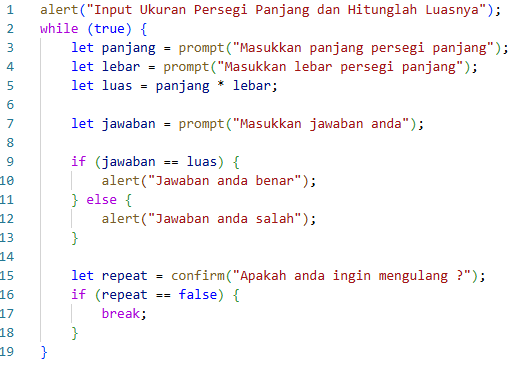 1 alert("Input Ukuran Persegi Panjang dan Hitunglah Luasnya");
2 while (true) {
3     let panjang = prompt("Masukkan panjang persegi panjang");
4     let lebar = prompt("Masukkan lebar persegi panjang");
5     let luas = panjang * lebar;
6
7     let jawaban = prompt("Masukkan jawaban anda");
8
9     if (jawaban == luas) {
10         alert("Jawaban anda benar");
11     } else {
12         alert("Jawaban anda salah");
13     }
14
15     let repeat = confirm("Apakah anda ingin mengulang ?");
16     if (repeat == false) {
17         break;
18     }
19 }